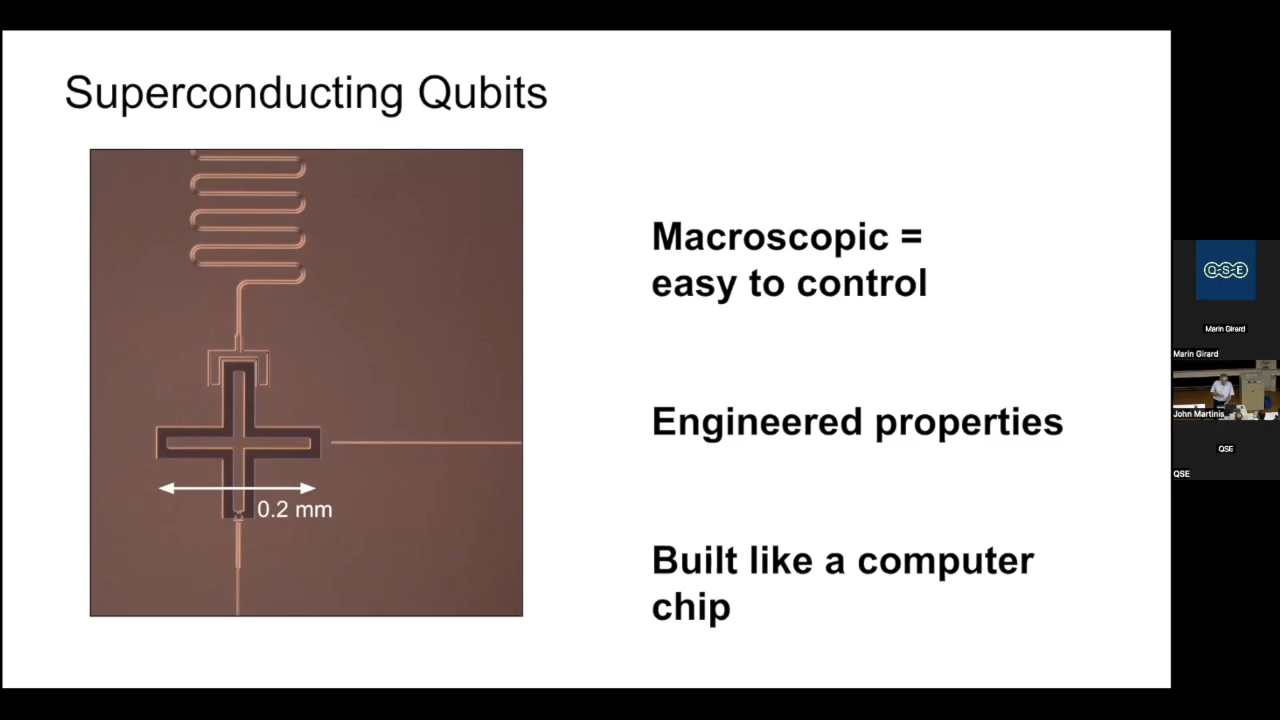 Superconducting Qubits
0.2 mm
Macroscopic =
easy to control
Engineered properties
Built like a computer
chip
QSE
Marin Girard
Marin Girard
John Martinis
QSE
QSE